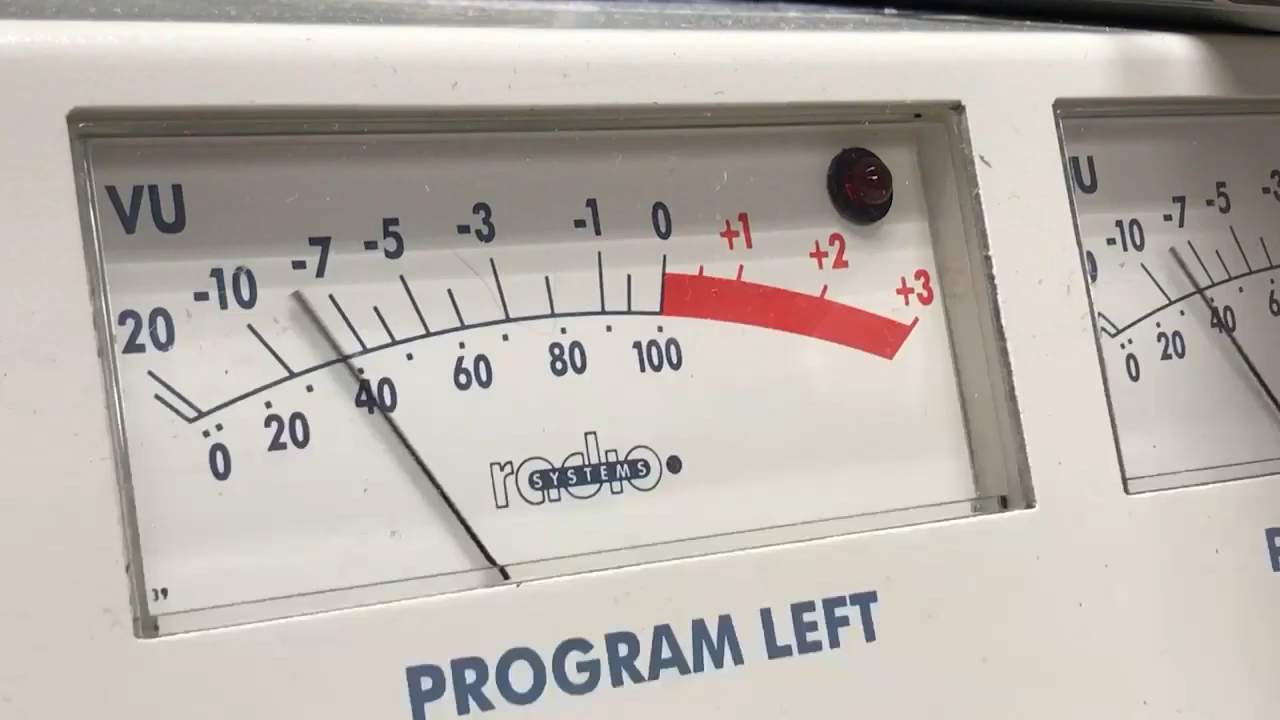 VU
20 -10 -7 -5 -3 -1 0 +1 +2 +3
0 20 40 60 80 100
radio
SYSTEMS
39
PROGRAM LEFT
U
-10 -7 -5
0 20 40